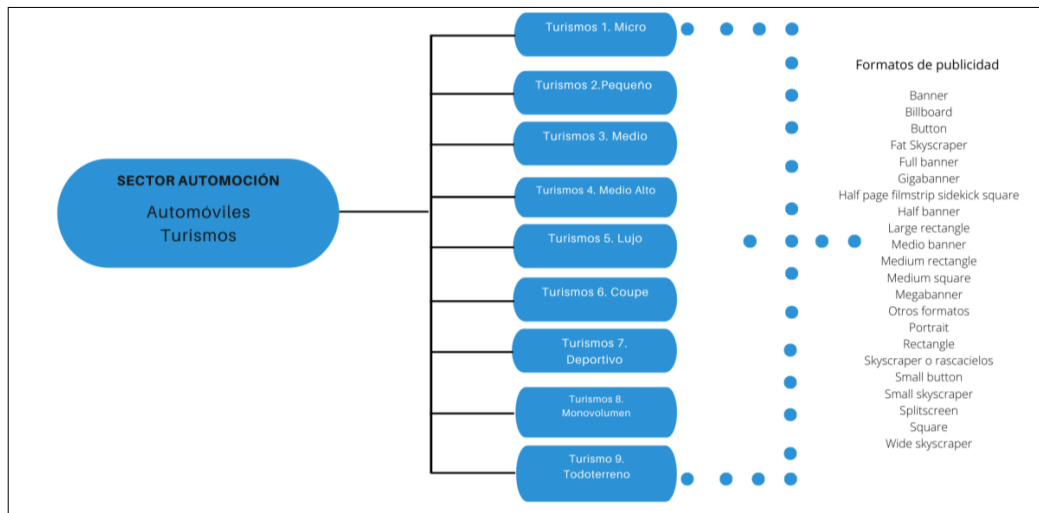 SECTOR AUTOMOCIÓN
Automóviles
Turismos
Turismos 1. Micro
Turismos 2.Pequeño
Turismos 3. Medio
Turismos 4. Medio Alto
Turismos 5. Lujo
Turismos 6. Coupe
Turismos 7.
Deportivo
Turismos 8.
Monovolumen
Turismo 9.
Todoterreno
Formatos de publicidad
Banner
Billboard
Button
Fat Skyscraper
Full banner
Gigabanner
Half page filmstrip sidekick square
Half banner
Large rectangle
Medio banner
Medium rectangle
Medium square
Megabanner
Otros formatos
Portrait
Rectangle
Skyscraper o rascacielos
Small button
Small skyscraper
Splitscreen
Square
Wide skyscraper